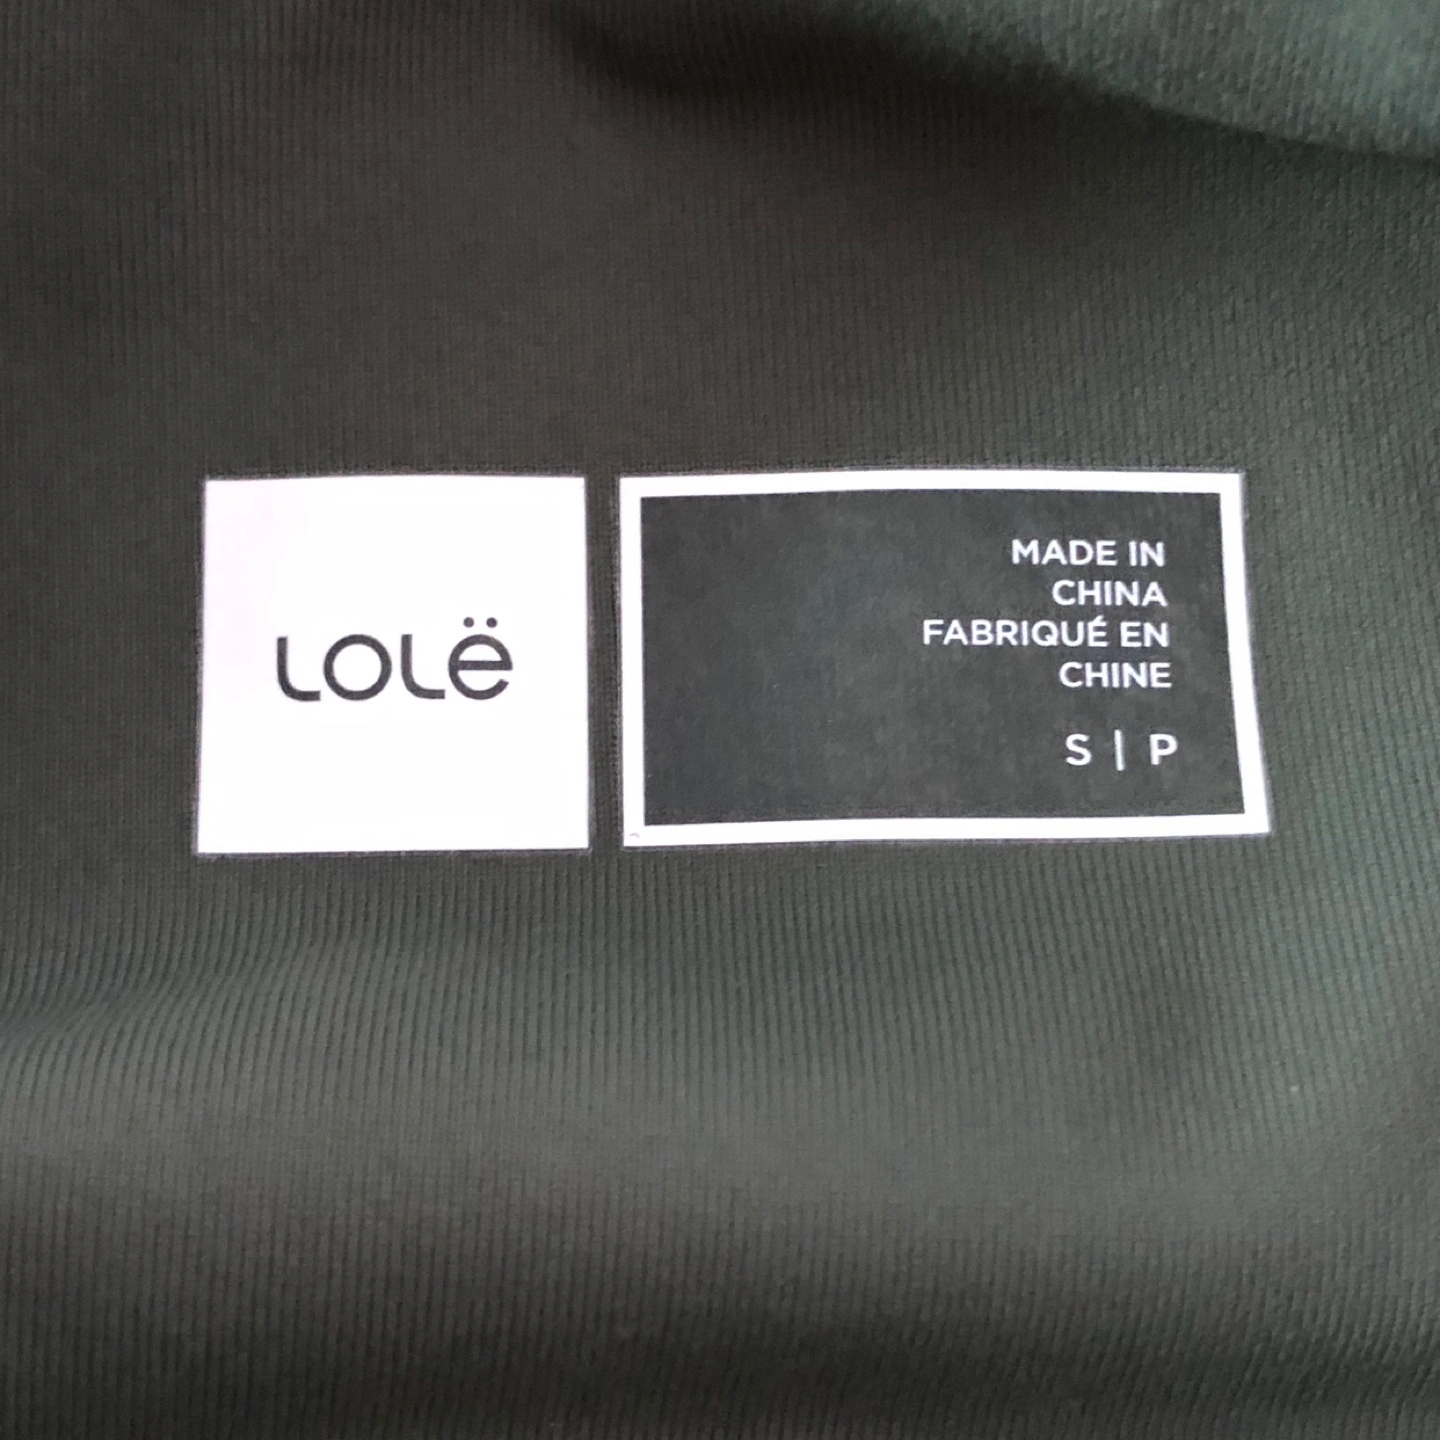 Lolë
MADE IN
CHINA
FABRIQUÉ EN
CHINE
S | P